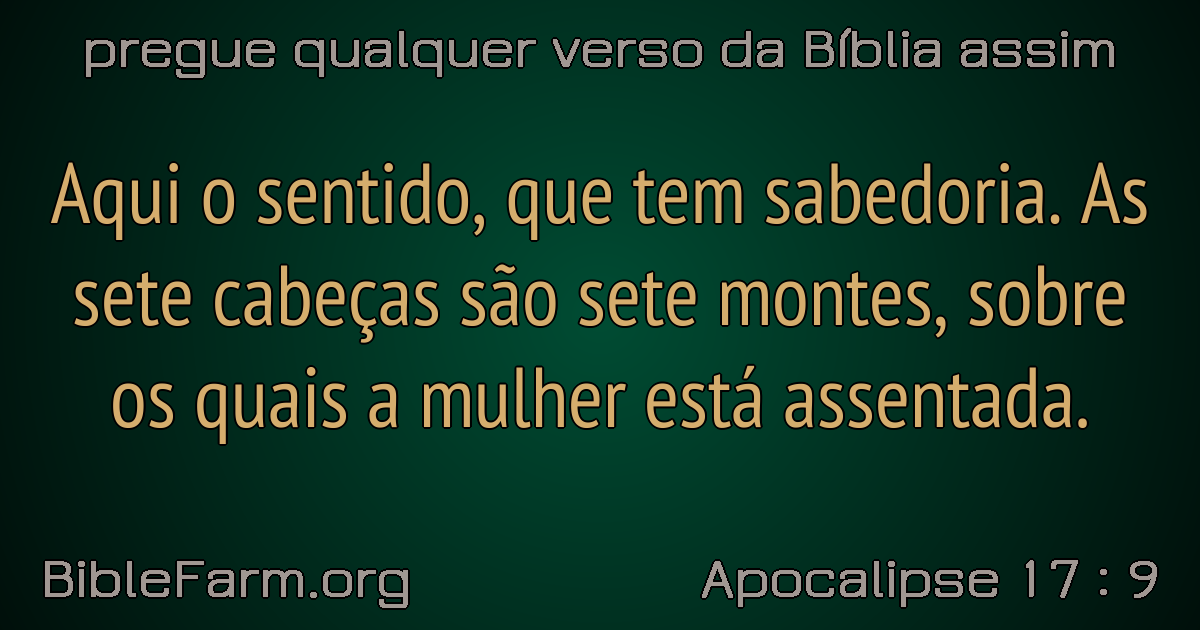 pregue qualquer verso da Bíblia assim
Aqui o sentido, que tem sabedoria. As
sete cabeças são sete montes, sobre
os quais a mulher está assentada.
BibleFarm.org
Apocalipse 17 : 9